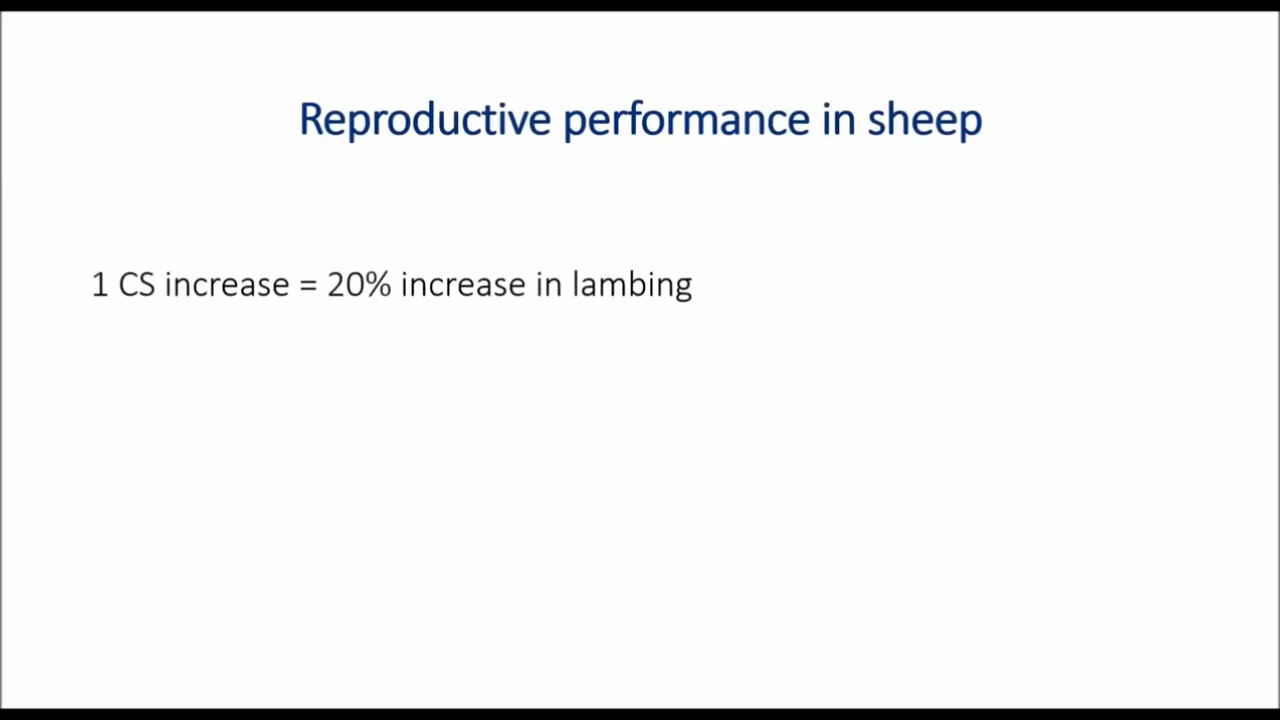 Reproductive performance in sheep
1 CS increase = 20% increase in lambing